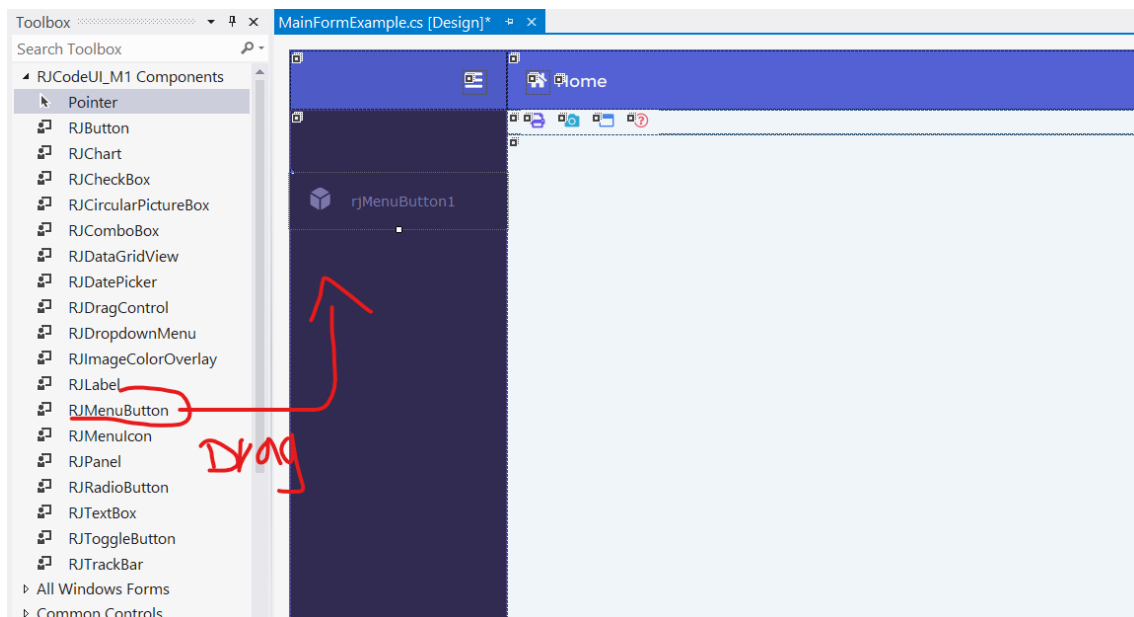 Toolbox
MainFormExample.cs [Design]*
Search Toolbox
RJCodeUI_M1 Components
Pointer
RJButton
RJChart
RJCheckBox
RJCircularPictureBox
RJComboBox
RJDataGridView
RJDatePicker
RJDragControl
RJDropdownMenu
RJImageColorOverlay
RJLabel
RJMenuButton
RJMenuIcon
RJPanel
RJRadioButton
RJTextBox
RJToggleButton
RJTrackBar
All Windows Forms
Common Controls
Home
rjMenuButton1
Drag